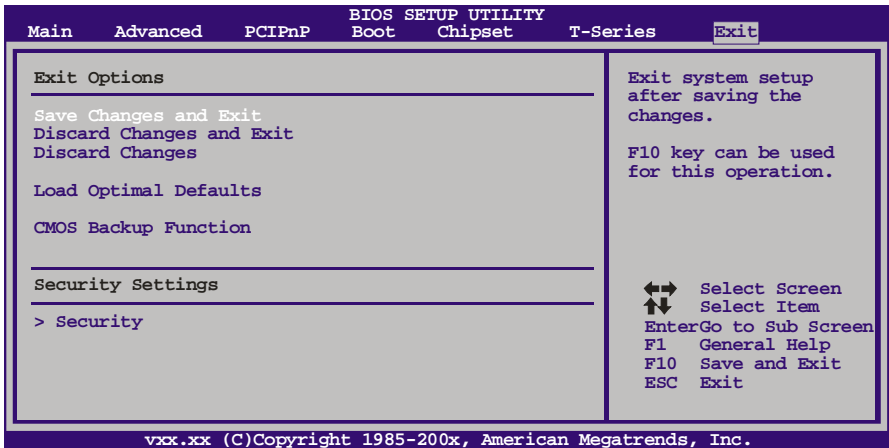 BIOS SETUP UTILITY
Main Advanced PCIPnP Boot Chipset T-Series Exit
Exit Options
Save Changes and Exit
Discard Changes and Exit
Discard Changes
Load Optimal Defaults
CMOS Backup Function
Security Settings
> Security
Exit system setup
after saving the
changes.
F10 key can be used
for this operation.
Select Screen
Select Item
EnterGo to Sub Screen
F1 General Help
F10 Save and Exit
ESC Exit
vxx.xx (C)Copyright 1985-200x, American Megatrends, Inc.